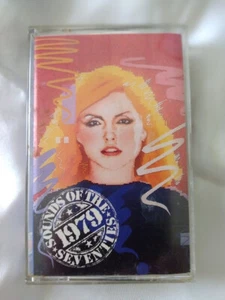 SOUNDS OF THE
1979
SEVENTIES